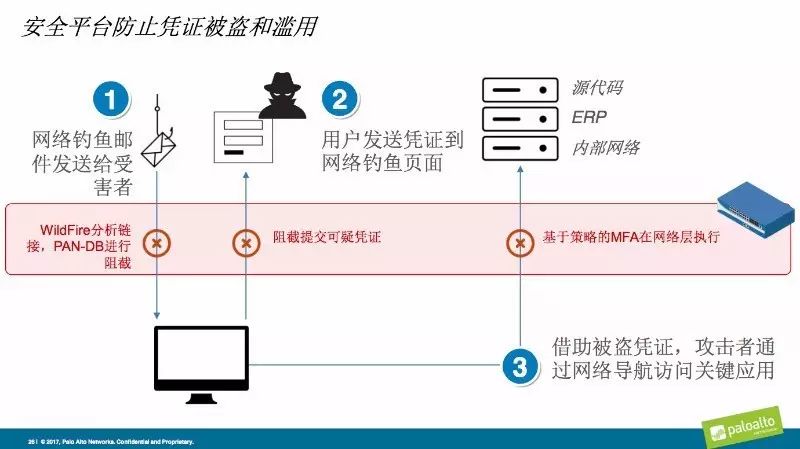 安全平台防止凭证被盗和滥用
1
网络钓鱼邮
件发送给受
害者
2
用户发送凭证到
网络钓鱼页面
源代码
ERP
内部网络
WildFire分析链
接，PAN-DB进行
阻截
阻截提交可疑凭证
基于策略的MFA在网络层执行
3
借助被盗凭证，攻击者通
过网络导航访问关键应用
26 | © 2017, Palo Alto Networks. Confidential and Proprietary.
paloalto